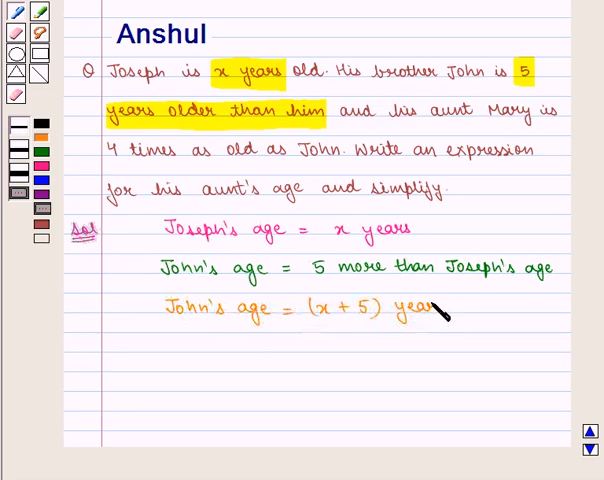 Anshul
Q Joseph is x years old. His brother John is 5
years older than him and his aunt Mary is
4 times as old as John. Write an expression
for his aunt's age and simplify.
Sol Joseph's age = x years
John's age = 5 more than Joseph's age
John's age = (x + 5) year